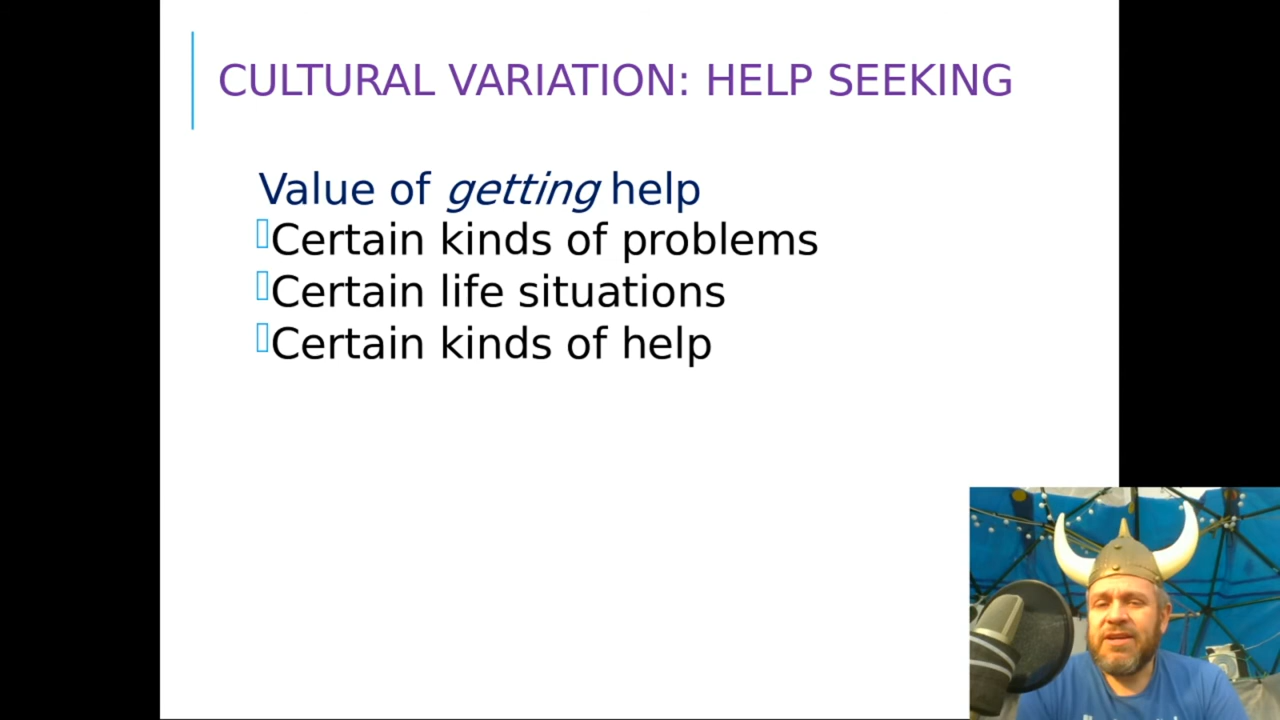 CULTURAL VARIATION: HELP SEEKING
Value of getting help
Certain kinds of problems
Certain life situations
Certain kinds of help